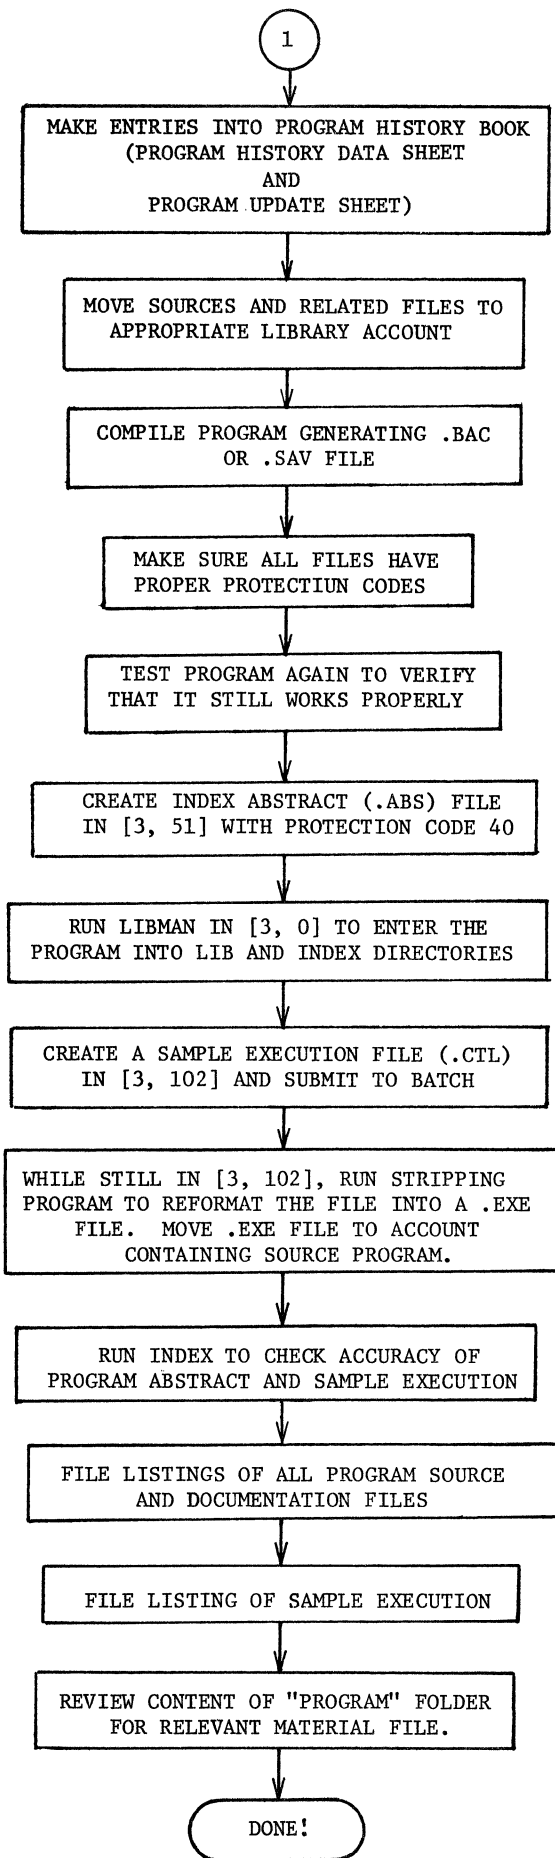 1
MAKE ENTRIES INTO PROGRAM HISTORY BOOK
(PROGRAM HISTORY DATA SHEET
AND
PROGRAM UPDATE SHEET)
MOVE SOURCES AND RELATED FILES TO
APPROPRIATE LIBRARY ACCOUNT
COMPILE PROGRAM GENERATING .BAC
OR .SAV FILE
MAKE SURE ALL FILES HAVE
PROPER PROTECTIUN CODES
TEST PROGRAM AGAIN TO VERIFY
THAT IT STILL WORKS PROPERLY
CREATE INDEX ABSTRACT (.ABS) FILE
IN [3, 51] WITH PROTECTION CODE 40
RUN LIBMAN IN [3, 0] TO ENTER THE
PROGRAM INTO LIB AND INDEX DIRECTORIES
CREATE A SAMPLE EXECUTION FILE (.CTL)
IN [3, 102] AND SUBMIT TO BATCH
WHILE STILL IN [3, 102], RUN STRIPPING
PROGRAM TO REFORMAT THE FILE INTO A .EXE
FILE. MOVE .EXE FILE TO ACCOUNT
CONTAINING SOURCE PROGRAM.
RUN INDEX TO CHECK ACCURACY OF
PROGRAM ABSTRACT AND SAMPLE EXECUTION
FILE LISTINGS OF ALL PROGRAM SOURCE
AND DOCUMENTATION FILES
FILE LISTING OF SAMPLE EXECUTION
REVIEW CONTENT OF "PROGRAM" FOLDER
FOR RELEVANT MATERIAL FILE.
DONE!